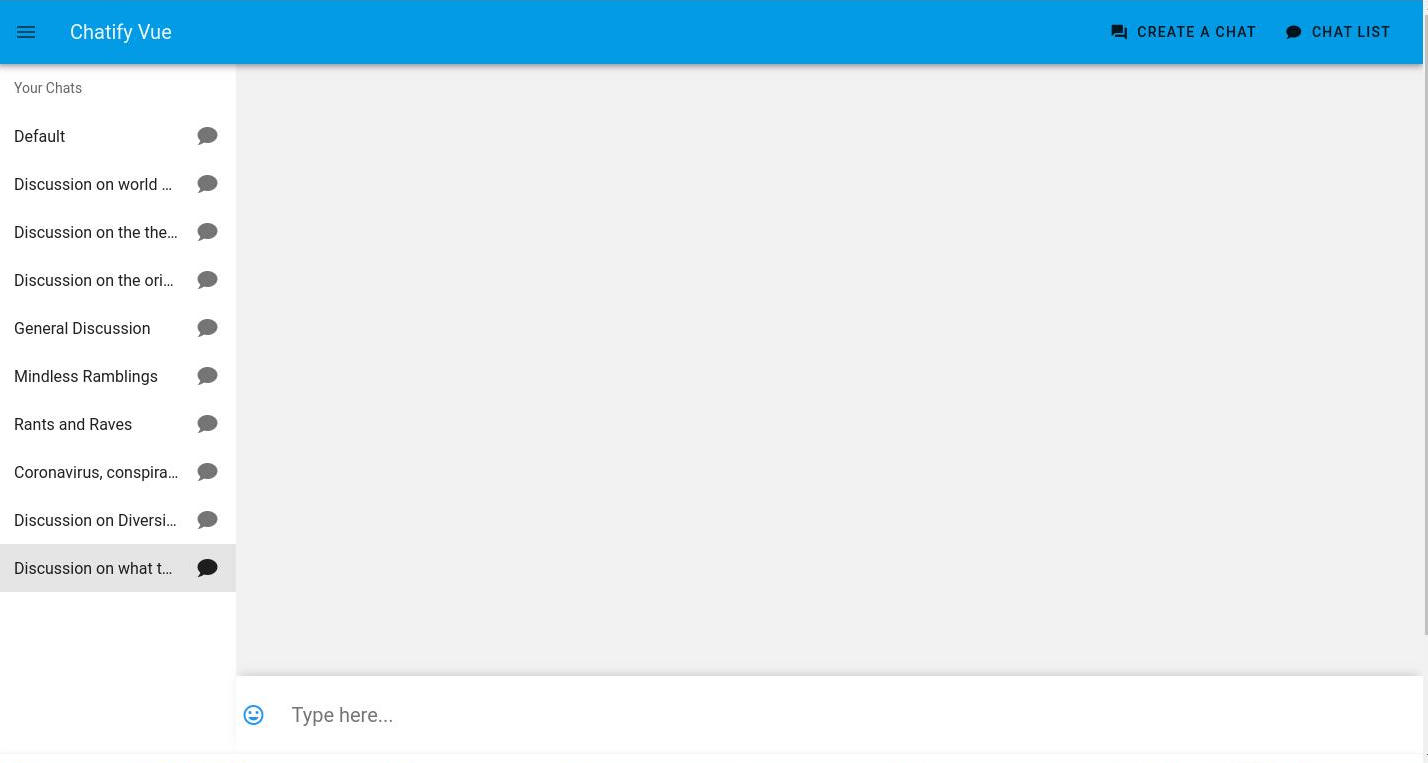 Chatify Vue
CREATE A CHAT
CHAT LIST
Your Chats
Default
Discussion on world ...
Discussion on the the...
Discussion on the ori...
General Discussion
Mindless Ramblings
Rants and Raves
Coronavirus, conspira...
Discussion on Diversi...
Discussion on what t...
Type here...